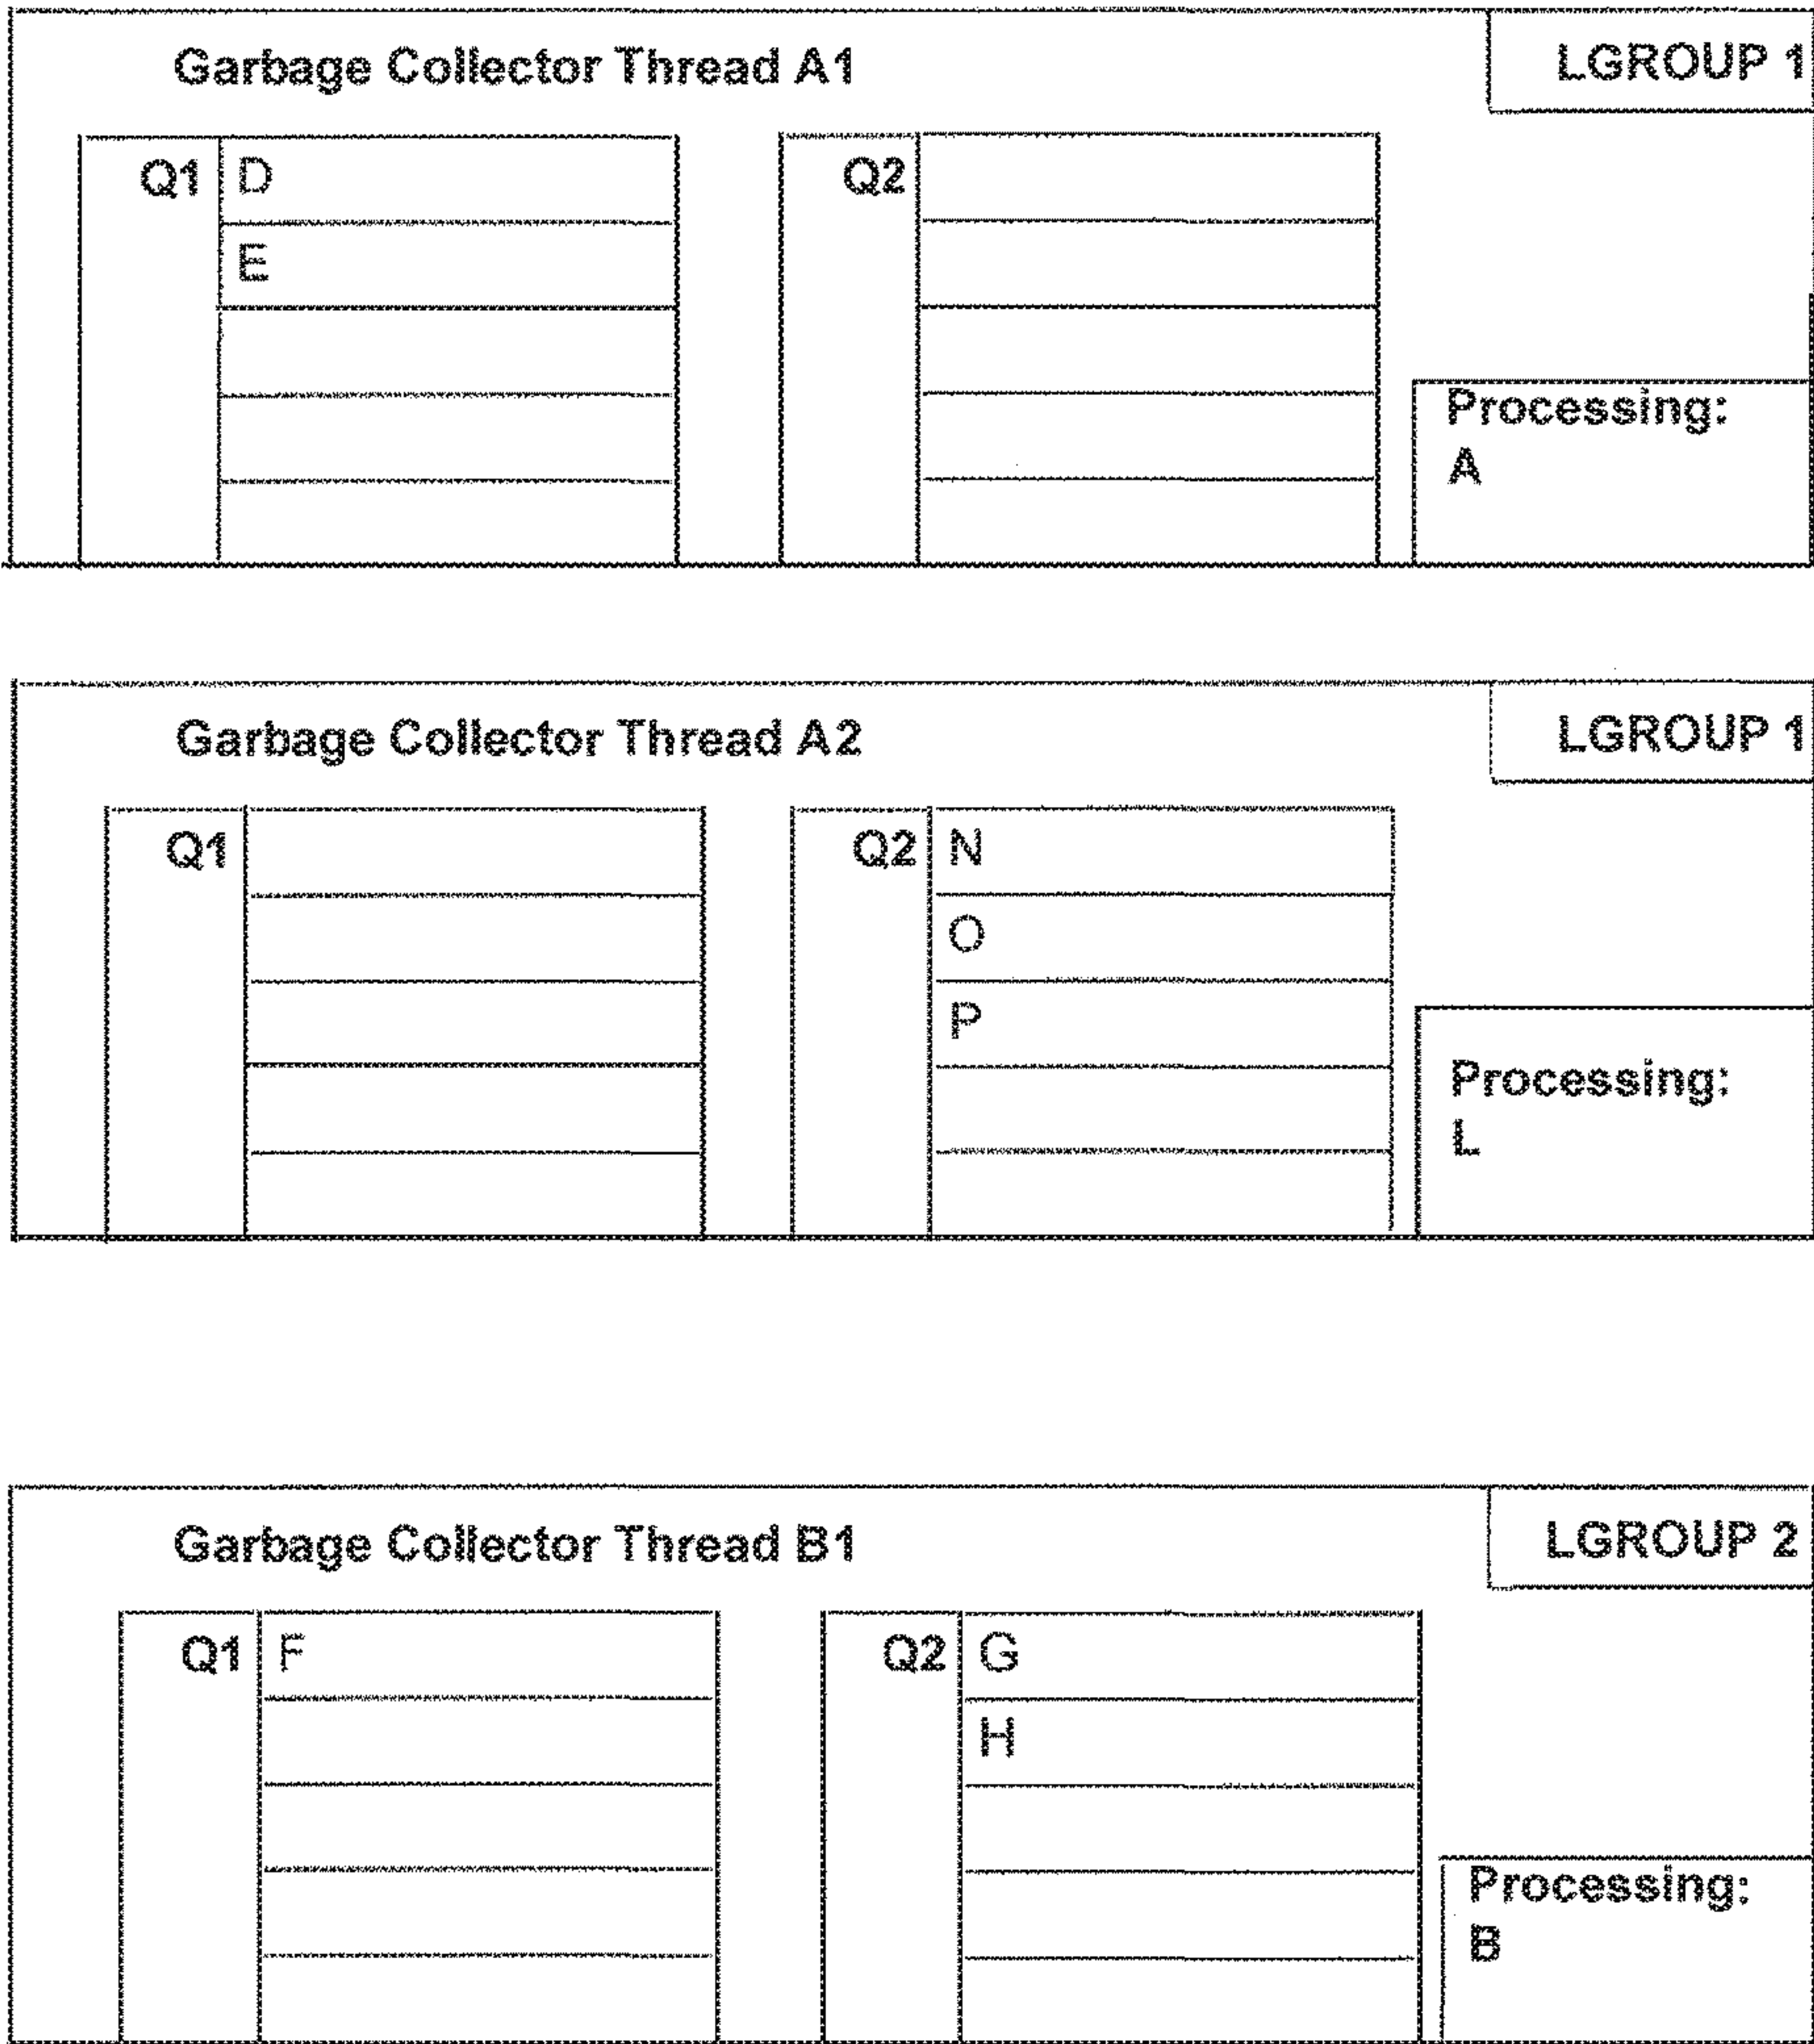 Garbage Collector Thread A1
LGROUP 1
Q1 D
E
Q2
Processing:
A
Garbage Collector Thread A2
LGROUP 1
Q1
Q2 N
O
P
Processing:
L
Garbage Collector Thread B1
LGROUP 2
Q1 F
Q2 G
H
Processing:
B